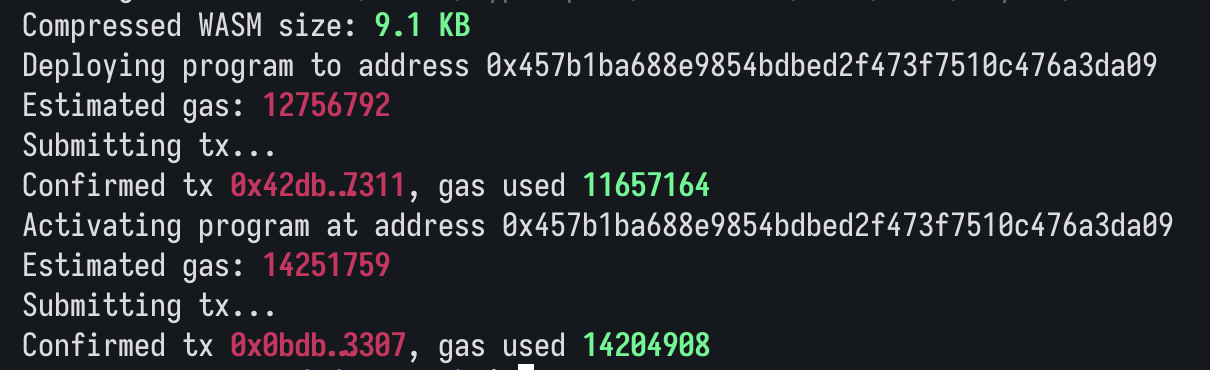 Compressed WASM size: 9.1 KB
Deploying program to address 0x457b1ba688e9854bdbed2f473f7510c476a3da09
Estimated gas: 12756792
Submitting tx...
Confirmed tx 0x42db..7311, gas used 11657164
Activating program at address 0x457b1ba688e9854bdbed2f473f7510c476a3da09
Estimated gas: 14251759
Submitting tx...
Confirmed tx 0x0bdb..3307, gas used 14204908